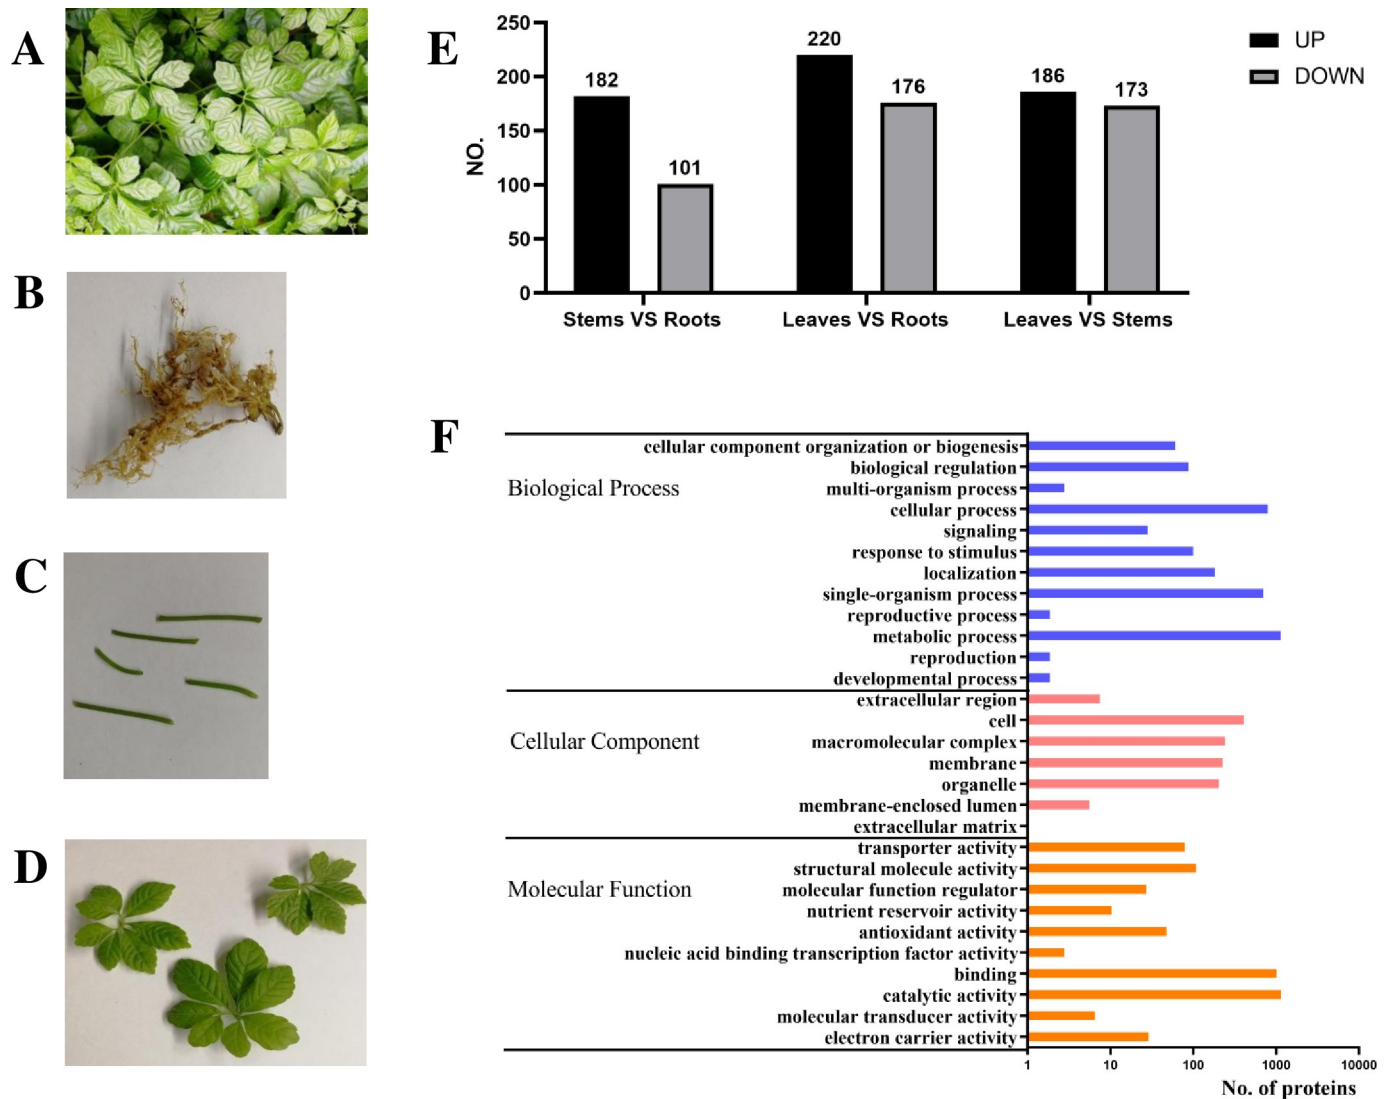 A
B
C
D
E
250
200
150
100
50
0
NO.
182
101
220
176
186
173
Stems VS Roots
Leaves VS Roots
Leaves VS Stems
UP
DOWN
F
Biological Process
cellular component organization or biogenesis
biological regulation
multi-organism process
cellular process
signaling
response to stimulus
localization
single-organism process
reproductive process
metabolic process
reproduction
developmental process
Cellular Component
extracellular region
cell
macromolecular complex
membrane
organelle
membrane-enclosed lumen
extracellular matrix
Molecular Function
transporter activity
structural molecule activity
molecular function regulator
nutrient reservoir activity
antioxidant activity
nucleic acid binding transcription factor activity
binding
catalytic activity
molecular transducer activity
electron carrier activity
1
10
100
1000
10000
No. of proteins